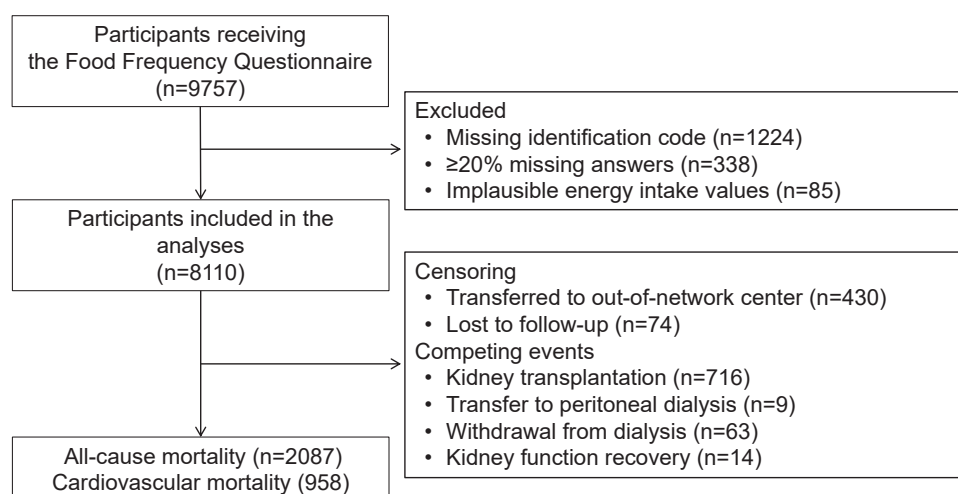 Participants receiving
the Food Frequency Questionnaire
(n=9757)
Excluded
• Missing identification code (n=1224)
• ≥20% missing answers (n=338)
• Implausible energy intake values (n=85)
Participants included in the
analyses
(n=8110)
Censoring
• Transferred to out-of-network center (n=430)
• Lost to follow-up (n=74)
Competing events
• Kidney transplantation (n=716)
• Transfer to peritoneal dialysis (n=9)
• Withdrawal from dialysis (n=63)
• Kidney function recovery (n=14)
All-cause mortality (n=2087)
Cardiovascular mortality (958)